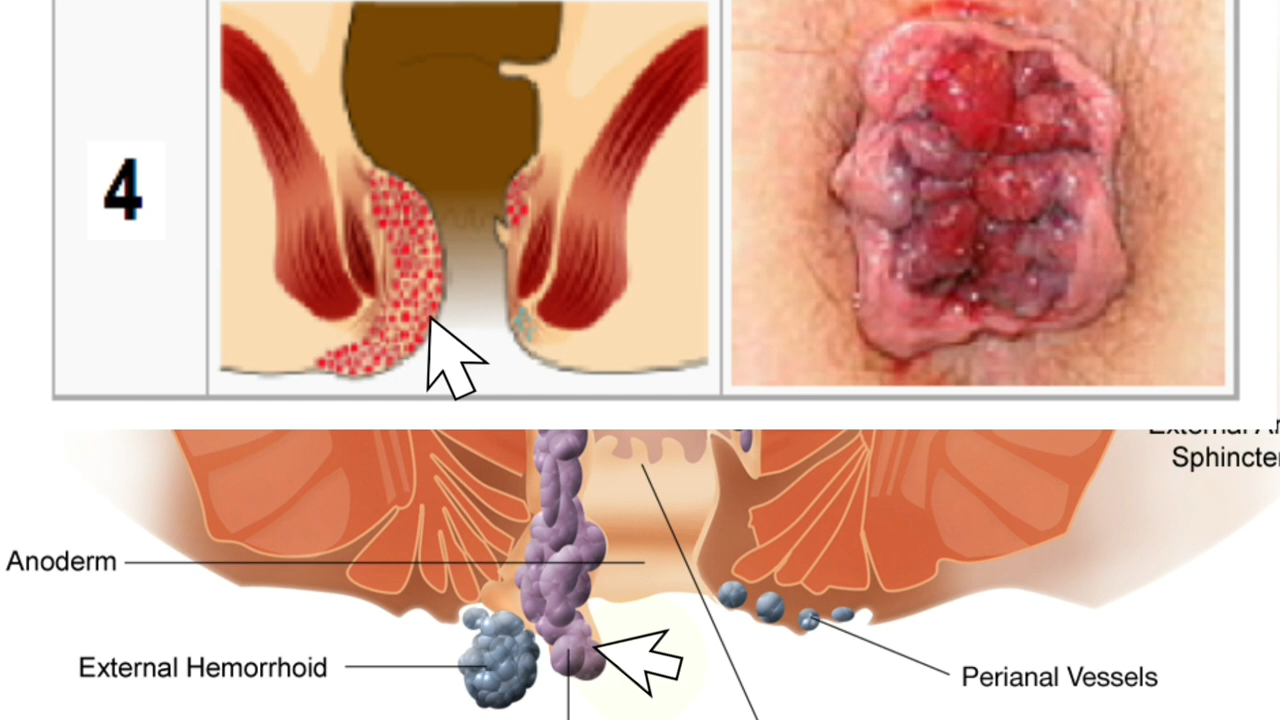 4
Sphincter
Anoderm
External Hemorrhoid
Perianal Vessels